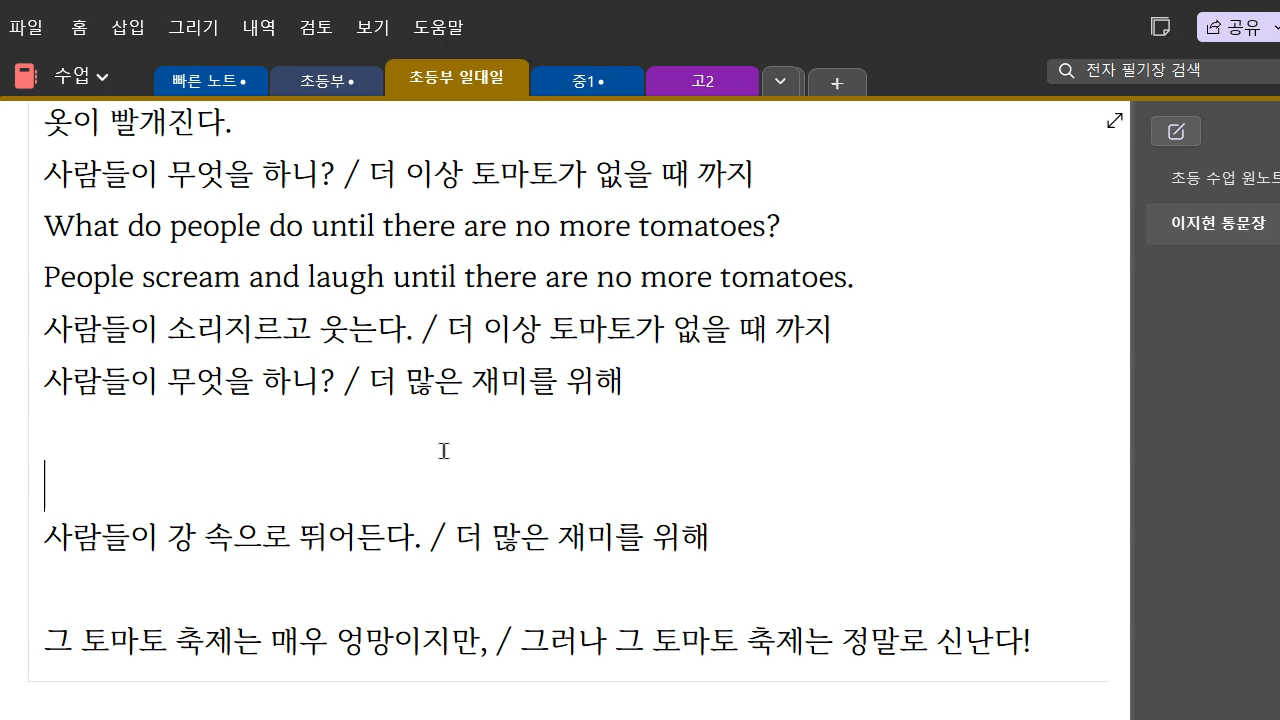 파일 홈 삽입 그리기 내역 검토 보기 도움말 공유
수업 빠른 노트• 초등부• 초등부 일대일 중1• 고2 + 전자 필기장 검색
옷이 빨개진다.
사람들이 무엇을 하니? / 더 이상 토마토가 없을 때 까지
What do people do until there are no more tomatoes?
People scream and laugh until there are no more tomatoes.
사람들이 소리지르고 웃는다. / 더 이상 토마토가 없을 때 까지
사람들이 무엇을 하니? / 더 많은 재미를 위해
사람들이 강 속으로 뛰어든다. / 더 많은 재미를 위해
그 토마토 축제는 매우 엉망이지만, / 그러나 그 토마토 축제는 정말로 신난다!
초등 수업 원노트
이지현 통문장